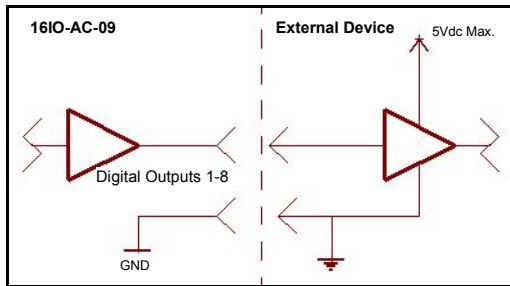 16IO-AC-09
External Device
5Vdc Max.
Digital Outputs 1-8
GND